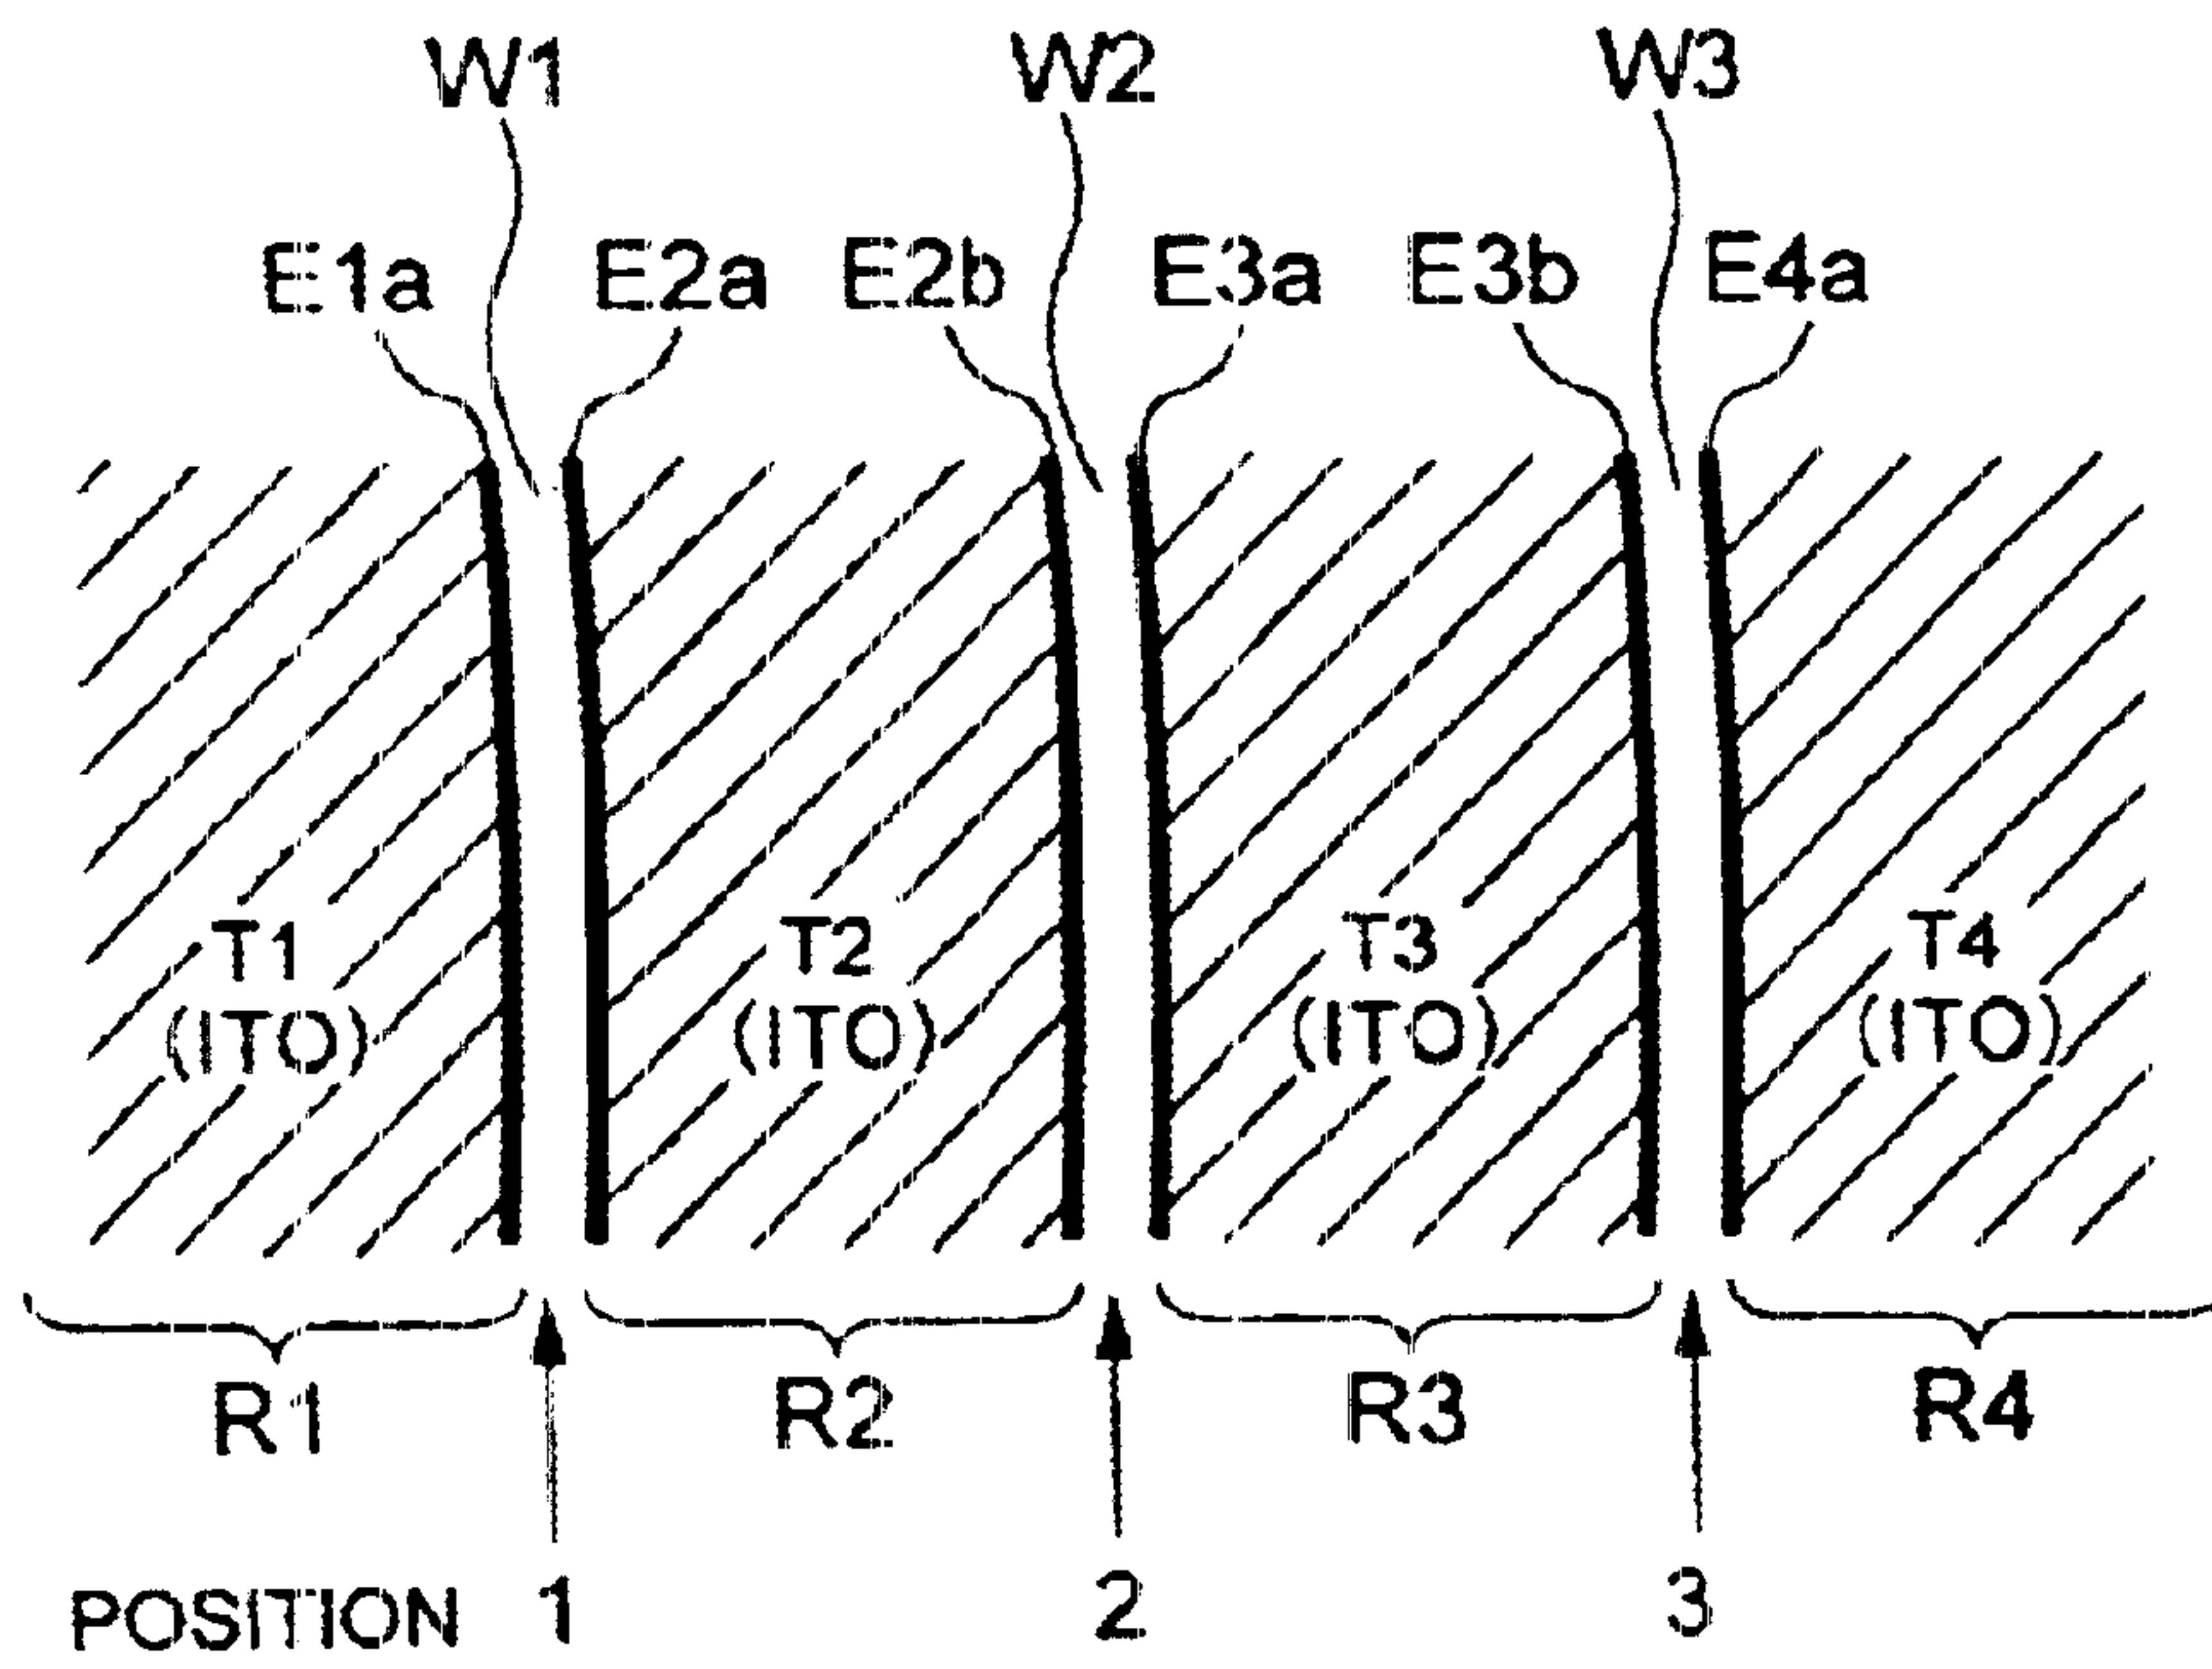 W1 W2 W3
E1a E2a E2b E3a E3b E4a
T1 T2 T3 T4
(ITO) (ITO) (ITO) (ITO)
R1 R2 R3 R4
POSITION 1 2 3